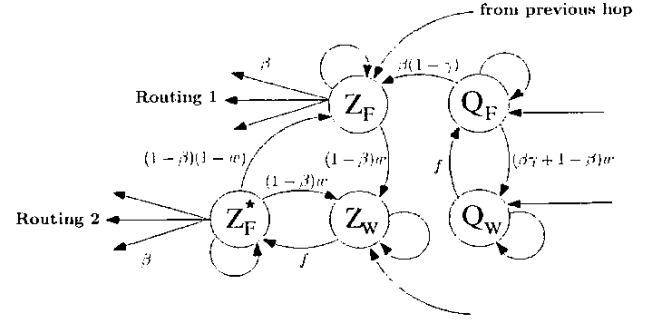 from previous hop
β
β(1 − γ)
Z_F
Q_F
Routing 1
(1−β)(1−w)
(1−β)w
f
(βγ + 1 − β)w
(1−β)w
Routing 2
Z_F^★
Z_W
Q_W
β
f